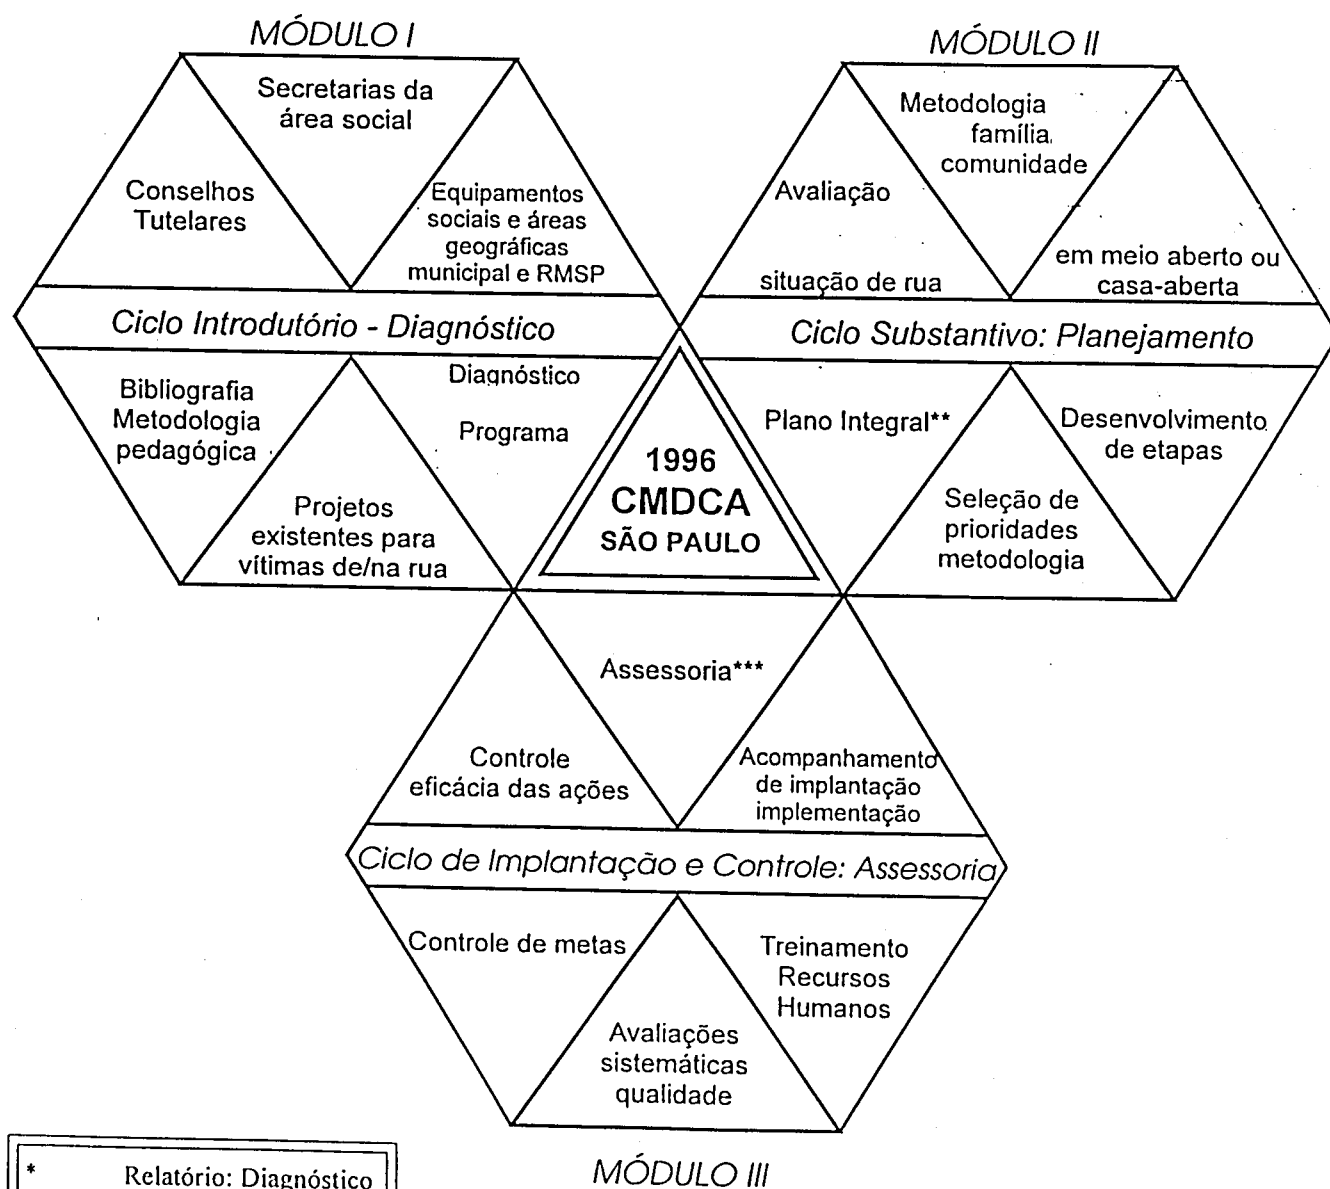 MÓDULO I
Secretarias da
área social
Conselhos
Tutelares
Equipamentos
sociais e áreas
geográficas
municipal e RMSP
Ciclo Introdutório - Diagnóstico
Bibliografia
Metodologia
pedagógica
Projetos
existentes para
vítimas de/na rua
Diagnóstico
Programa
1996
CMDCA
SÃO PAULO
MÓDULO II
Avaliação
situação de rua
Metodologia
família
comunidade
em meio aberto ou
casa-aberta
Ciclo Substantivo: Planejamento
Plano Integral**
Seleção de
prioridades
metodologia
Desenvolvimento
de etapas
Assessoria***
Controle
eficácia das ações
Acompanhamento
de implantação
implementação
Ciclo de Implantação e Controle: Assessoria
Controle de metas
Avaliações
sistemáticas
qualidade
Treinamento
Recursos
Humanos
MÓDULO III
* Relatório: Diagnóstico